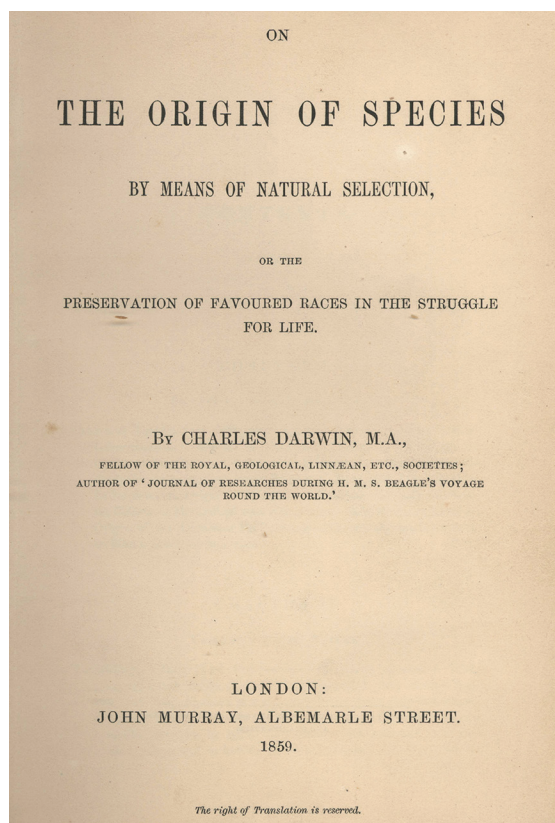 ON
THE ORIGIN OF SPECIES
BY MEANS OF NATURAL SELECTION,
OR THE
PRESERVATION OF FAVOURED RACES IN THE STRUGGLE
FOR LIFE.
BY CHARLES DARWIN, M.A.,
FELLOW OF THE ROYAL, GEOLOGICAL, LINNÆAN, ETC., SOCIETIES;
AUTHOR OF ‘JOURNAL OF RESEARCHES DURING H. M. S. BEAGLE’S VOYAGE
ROUND THE WORLD.’
LONDON:
JOHN MURRAY, ALBEMARLE STREET.
1859.
The right of Translation is reserved.